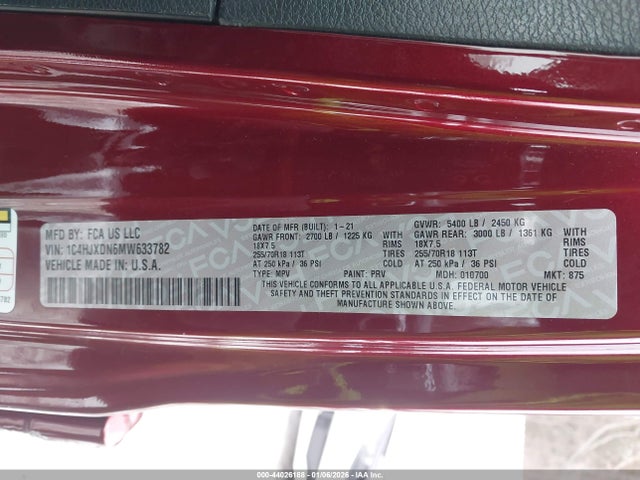 MFD BY: FCA US LLC
VIN: 1C4HJXDN6MW633782
VEHICLE MADE IN: U.S.A.
DATE OF MFR (BUILT): 1-21
GVWR: 5400 LB / 2450 KG
GAWR FRONT: 2700 LB / 1225 KG WITH
GAWR REAR: 3000 LB / 1361 KG WITH
18X7.5 RIMS
18X7.5 RIMS
255/70R18 113T TIRES
255/70R18 113T TIRES
AT 250 kPa / 36 PSI COLD
AT 250 kPa / 36 PSI COLD
TYPE: MPV PAINT: PRV MDH: 010700 MKT: 875
THIS VEHICLE CONFORMS TO ALL APPLICABLE U.S.A. FEDERAL MOTOR VEHICLE
SAFETY AND THEFT PREVENTION STANDARDS IN EFFECT ON THE DATE OF
MANUFACTURE SHOWN ABOVE.
000-44026188 - 01/06/2026 - IAA Inc.